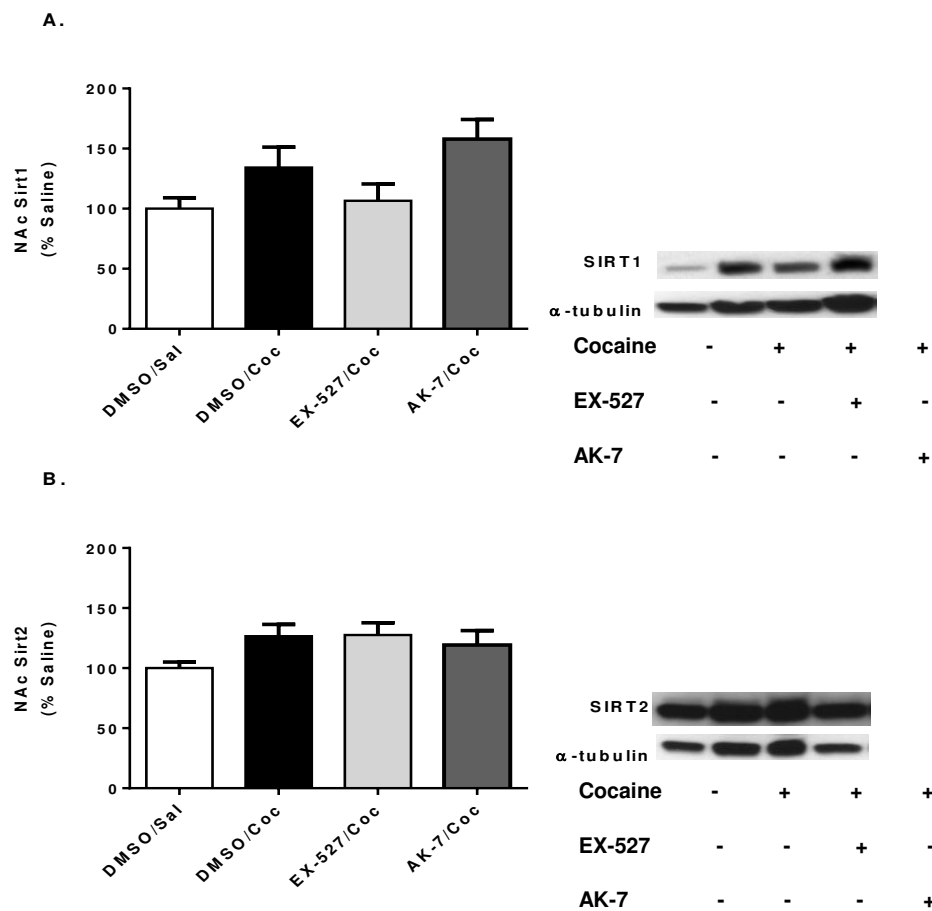 A.
200
150
100
50
0
NAc Sirt1
(% Saline)
DMSO/Sal
DMSO/Coc
EX-527/Coc
AK-7/Coc
SIRT1
α-tubulin
Cocaine - + + +
EX-527 - - + -
AK-7 - - - +
B.
200
150
100
50
0
NAc Sirt2
(% Saline)
DMSO/Sal
DMSO/Coc
EX-527/Coc
AK-7/Coc
SIRT2
α-tubulin
Cocaine - + + +
EX-527 - - + -
AK-7 - - - +